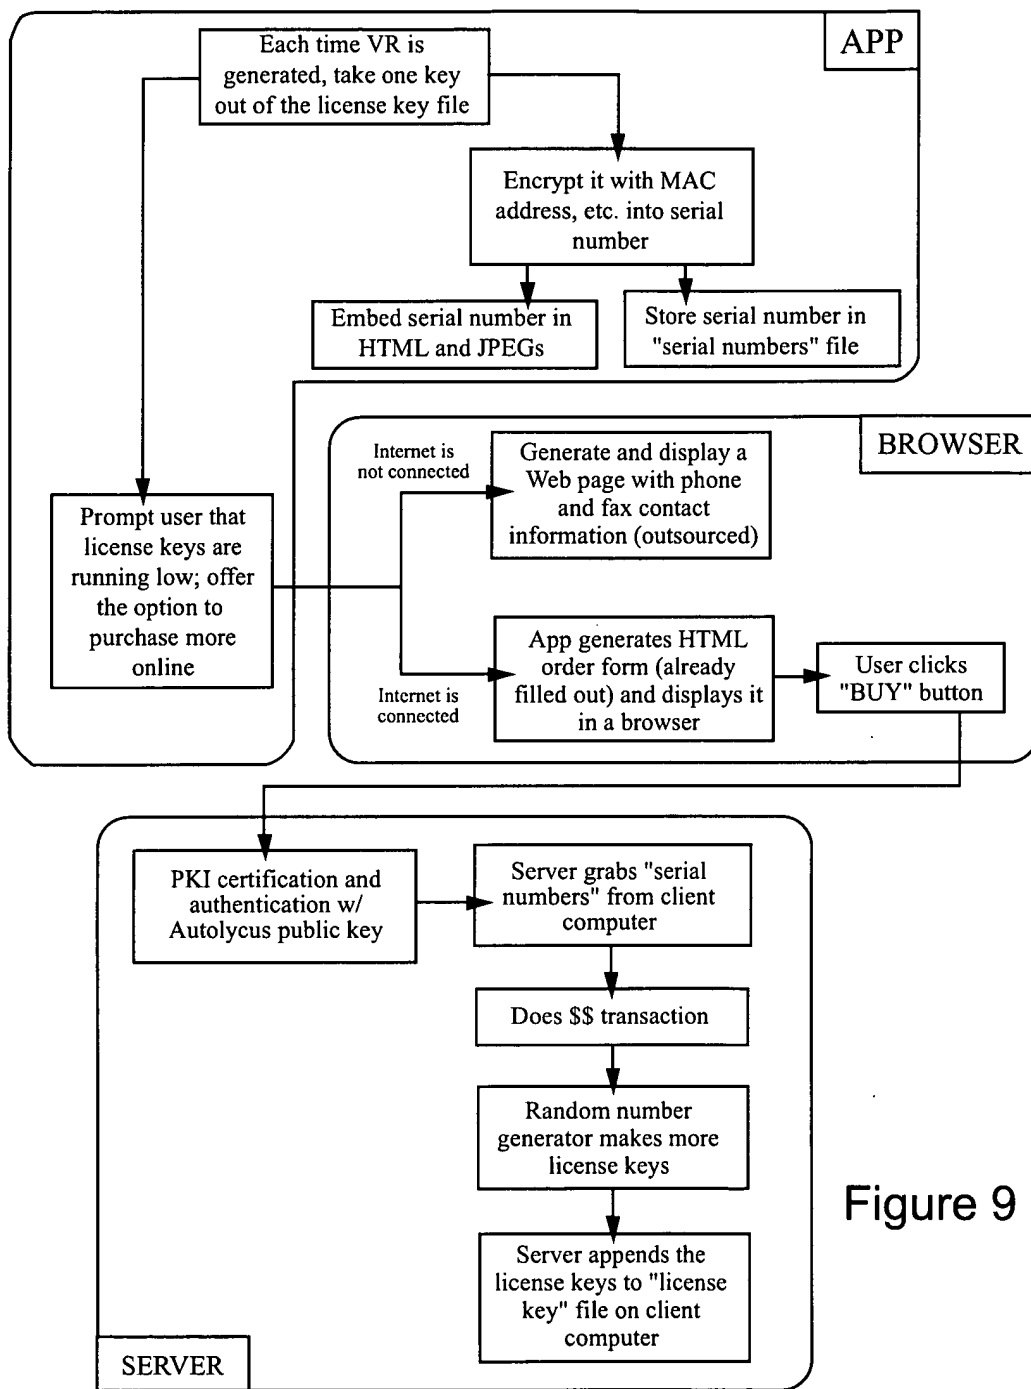 APP
Each time VR is
generated, take one key
out of the license key file
Encrypt it with MAC
address, etc. into serial
number
Embed serial number in
HTML and JPEGs
Store serial number in
"serial numbers" file
BROWSER
Internet is
not connected
Generate and display a
Web page with phone
and fax contact
information (outsourced)
Prompt user that
license keys are
running low; offer
the option to
purchase more
online
Internet is
connected
App generates HTML
order form (already
filled out) and displays it
in a browser
User clicks
"BUY" button
PKI certification and
authentication w/
Autolycus public key
Server grabs "serial
numbers" from client
computer
Does $$ transaction
Random number
generator makes more
license keys
Server appends the
license keys to "license
key" file on client
computer
SERVER
Figure 9